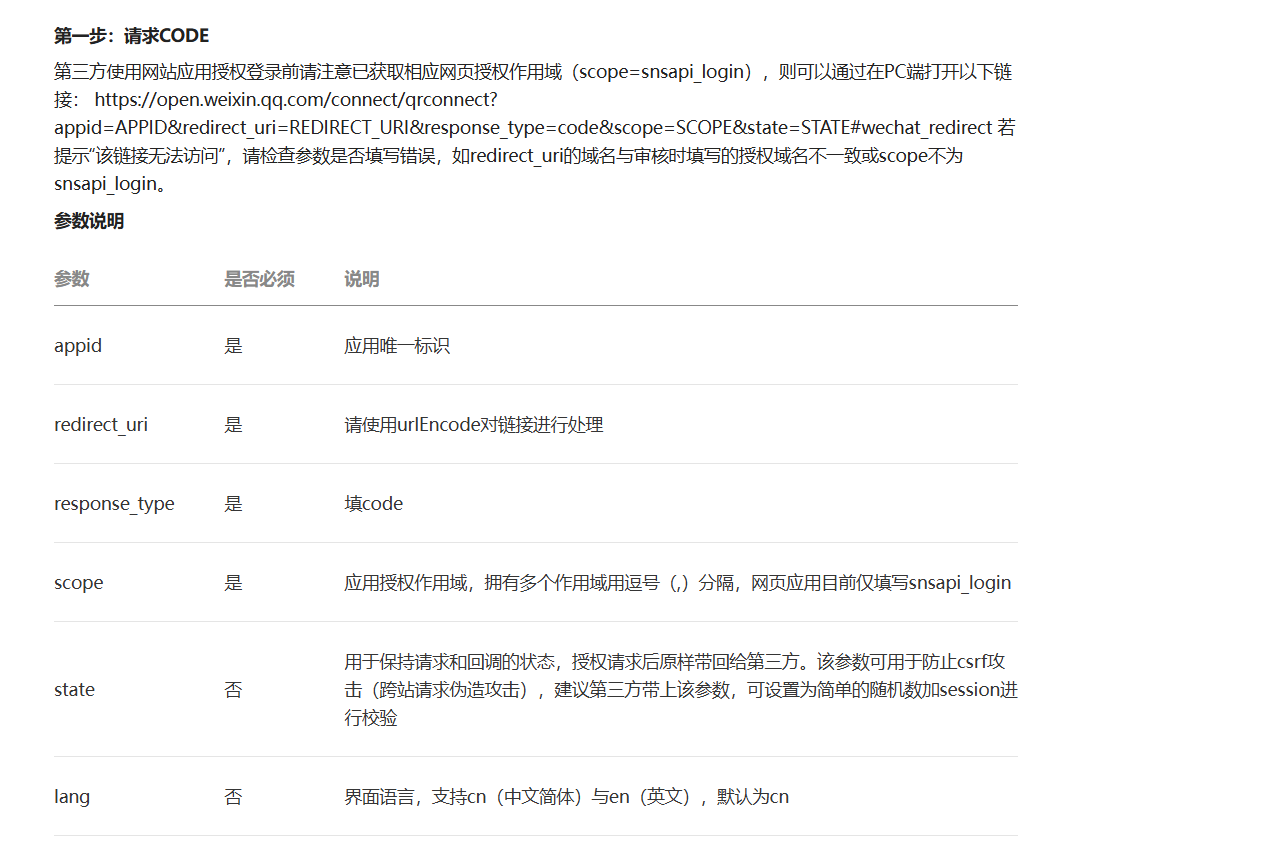 第一步：请求CODE
第三方使用网站应用授权登录前请注意已获取相应网页授权作用域（scope=snsapi_login），则可以通过在PC端打开以下链
接： https://open.weixin.qq.com/connect/qrconnect?
appid=APPID&redirect_uri=REDIRECT_URI&response_type=code&scope=SCOPE&state=STATE#wechat_redirect 若
提示“该链接无法访问”，请检查参数是否填写错误，如redirect_uri的域名与审核时填写的授权域名不一致或scope不为
snsapi_login。
参数说明
参数 是否必须 说明
appid 是 应用唯一标识
redirect_uri 是 请使用urlEncode对链接进行处理
response_type 是 填code
scope 是 应用授权作用域，拥有多个作用域用逗号（,）分隔，网页应用目前仅填写snsapi_login
state 否 用于保持请求和回调的状态，授权请求后原样带回给第三方。该参数可用于防止csrf攻
击（跨站请求伪造攻击），建议第三方带上该参数，可设置为简单的随机数加session进
行校验
lang 否 界面语言，支持cn（中文简体）与en（英文），默认为cn